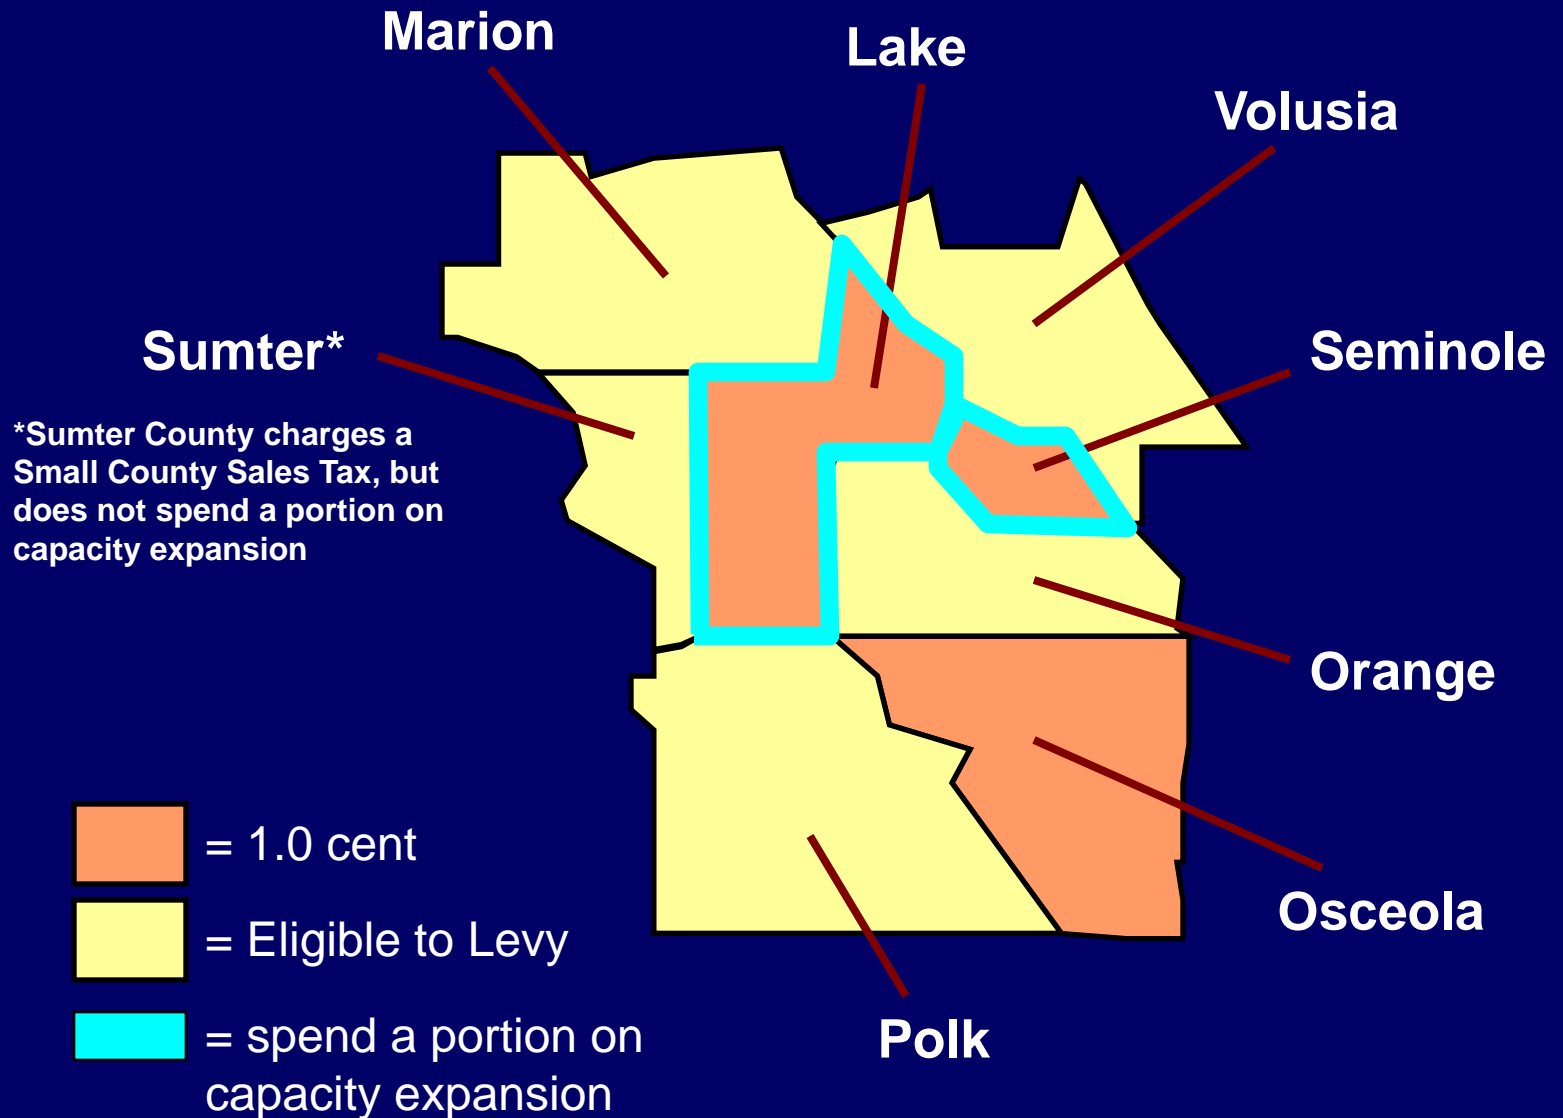 Marion
Lake
Volusia
Sumter*
Seminole
*Sumter County charges a
Small County Sales Tax, but
does not spend a portion on
capacity expansion
Orange
Osceola
Polk
= 1.0 cent
= Eligible to Levy
= spend a portion on
capacity expansion